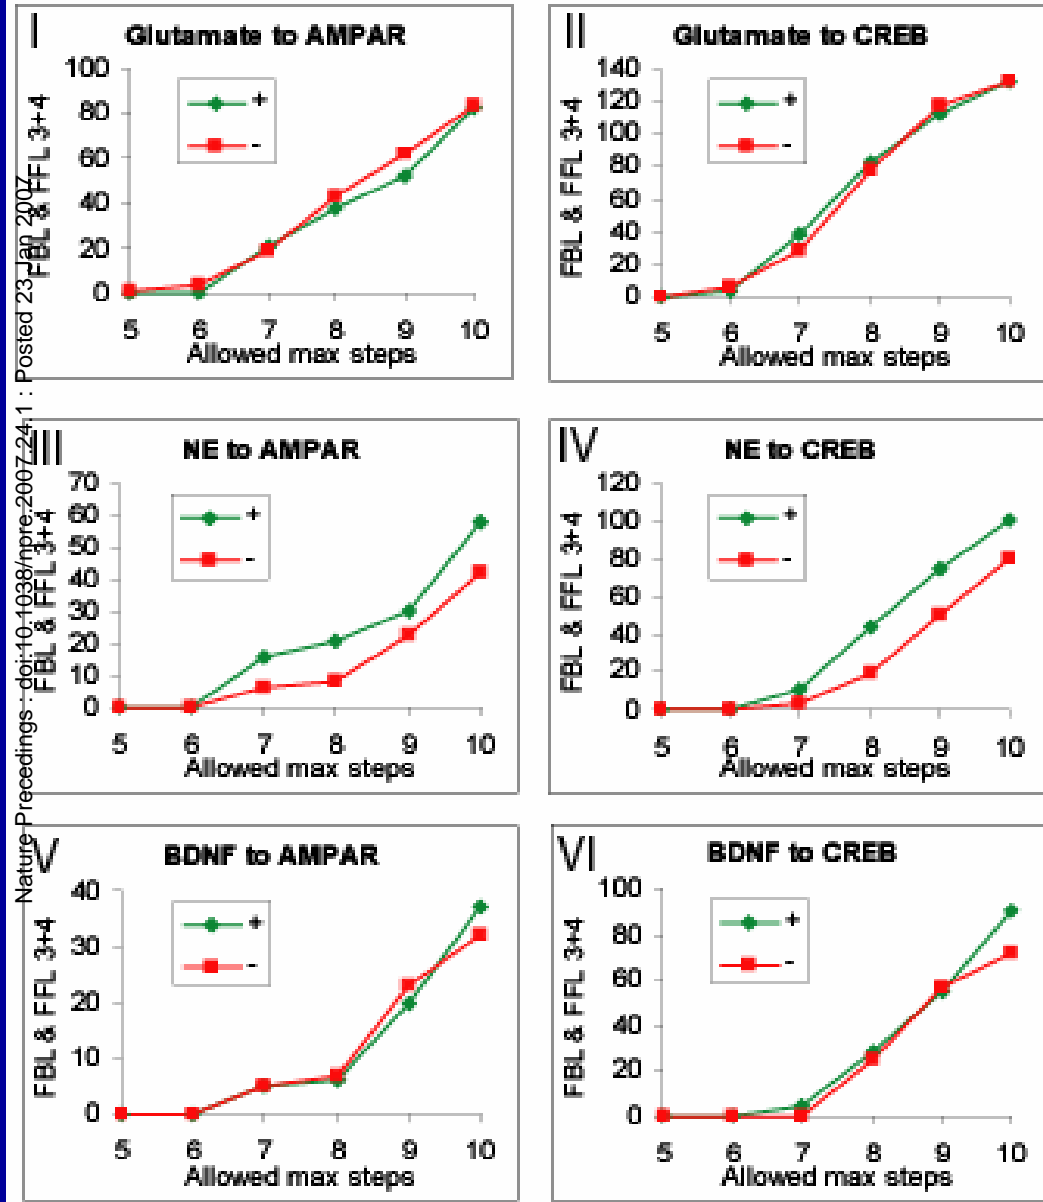 Nature Precedings : doi:10.1038/npre.2007.24.1 : Posted 23 Jan 2007
I
Glutamate to AMPAR
FBL & FFL 3+4
100
80
60
40
20
0
+
-
5 6 7 8 9 10
Allowed max steps
II
Glutamate to CREB
FBL & FFL 3+4
140
120
100
80
60
40
20
0
+
-
5 6 7 8 9 10
Allowed max steps
III
NE to AMPAR
FBL & FFL 3+4
70
60
50
40
30
20
10
0
+
-
5 6 7 8 9 10
Allowed max steps
IV
NE to CREB
FBL & FFL 3+4
120
100
80
60
40
20
0
+
-
5 6 7 8 9 10
Allowed max steps
V
BDNF to AMPAR
FBL & FFL 3+4
40
30
20
10
0
+
-
5 6 7 8 9 10
Allowed max steps
VI
BDNF to CREB
FBL & FFL 3+4
100
80
60
40
20
0
+
-
5 6 7 8 9 10
Allowed max steps